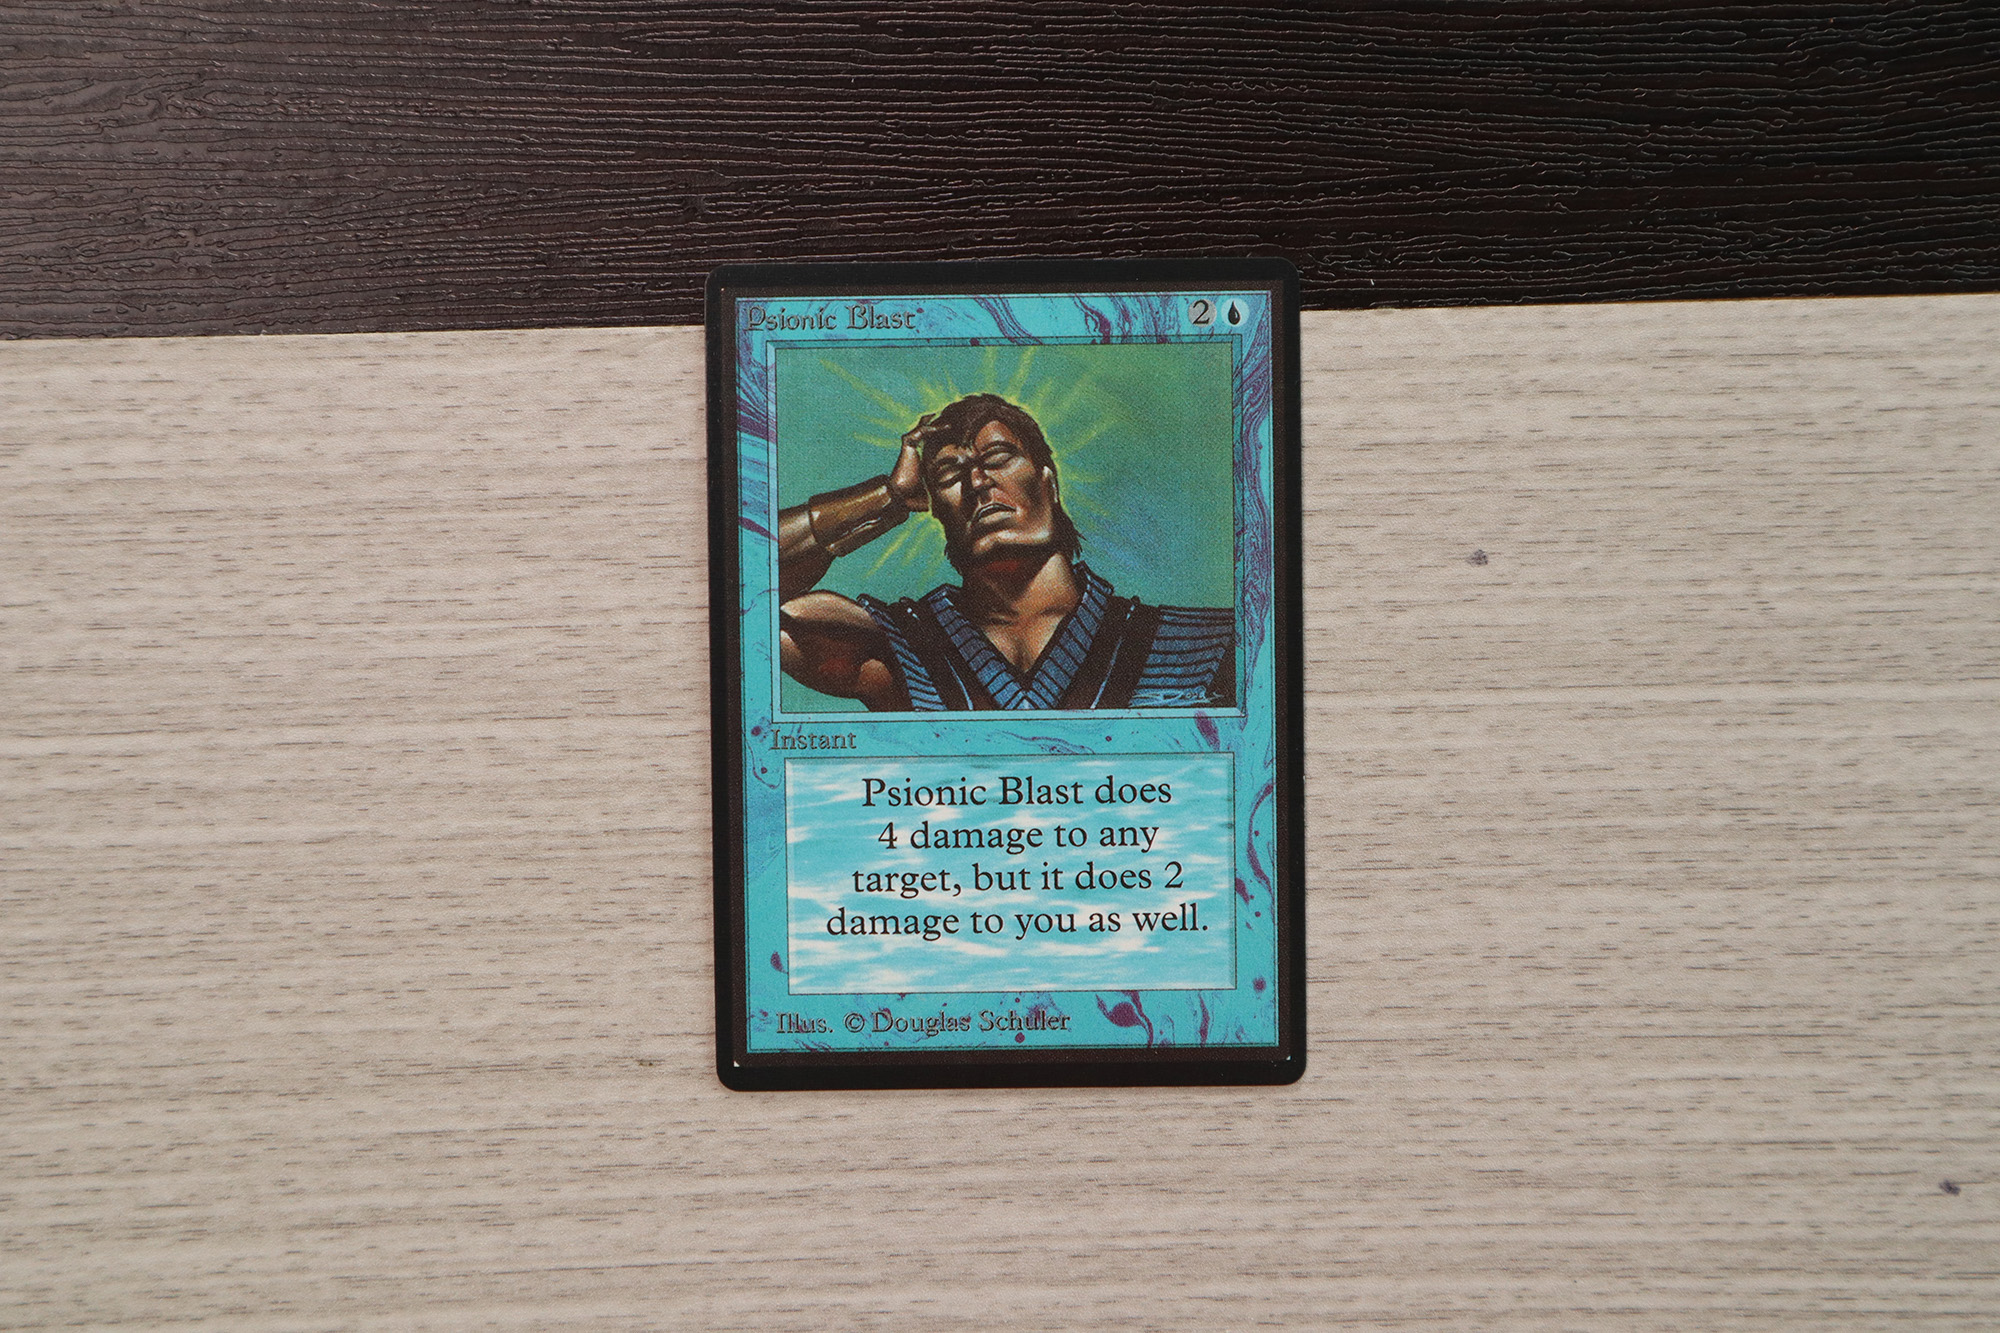 Psionic Blast 2
Instant
Psionic Blast does
4 damage to any
target, but it does 2
damage to you as well.
Illus. © Douglas Schuler